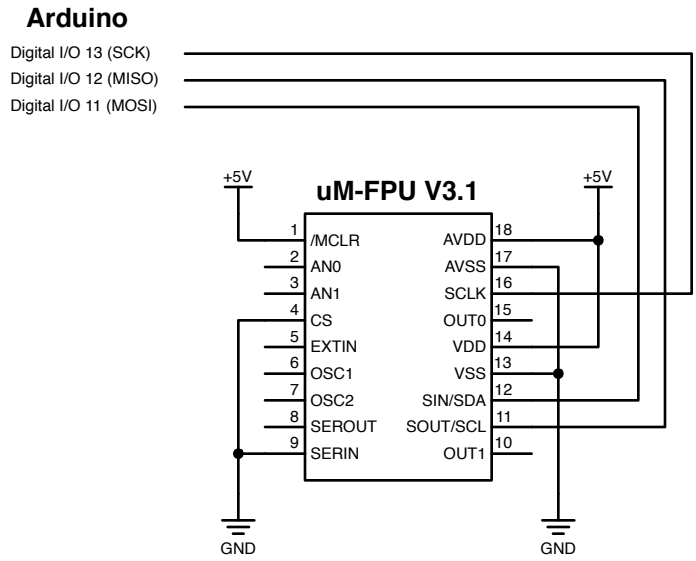 Arduino
Digital I/O 13 (SCK)
Digital I/O 12 (MISO)
Digital I/O 11 (MOSI)
+5V
+5V
uM-FPU V3.1
1 /MCLR AVDD 18
2 AN0 AVSS 17
3 AN1 SCLK 16
4 CS OUT0 15
5 EXTIN VDD 14
6 OSC1 VSS 13
7 OSC2 SIN/SDA 12
8 SEROUT SOUT/SCL 11
9 SERIN OUT1 10
GND
GND